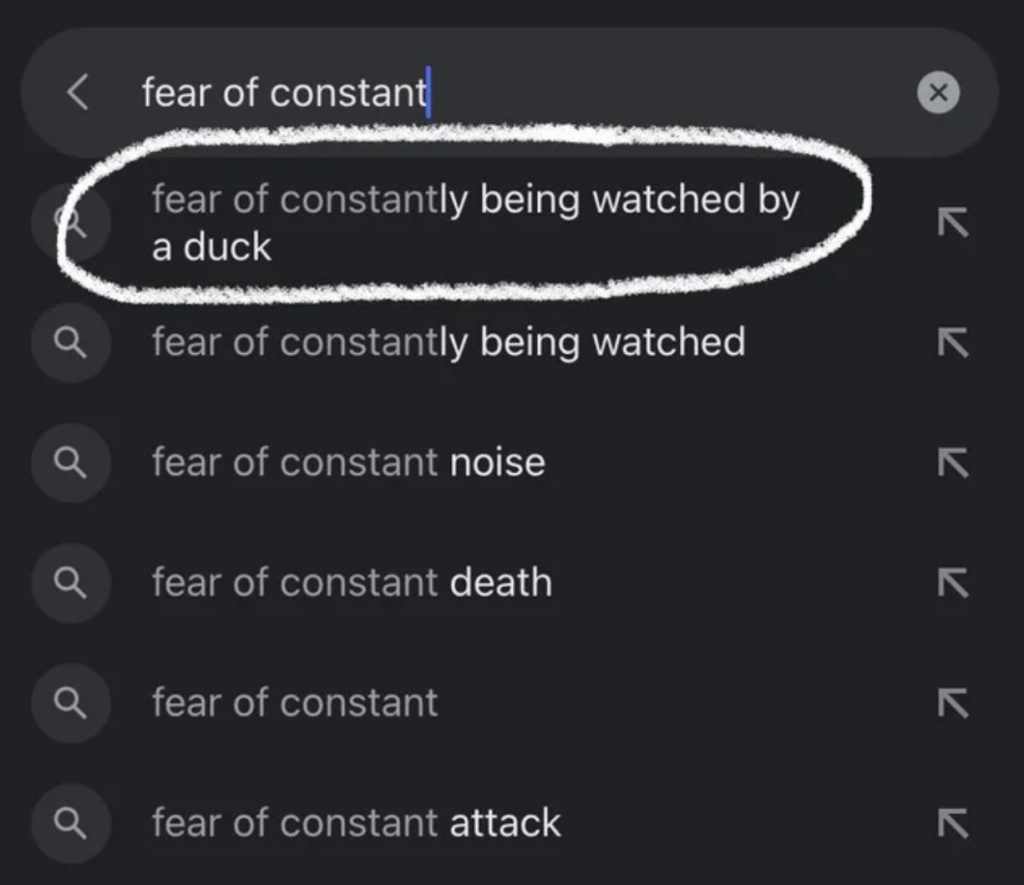 fear of constant
fear of constantly being watched by
a duck
fear of constantly being watched
fear of constant noise
fear of constant death
fear of constant
fear of constant attack